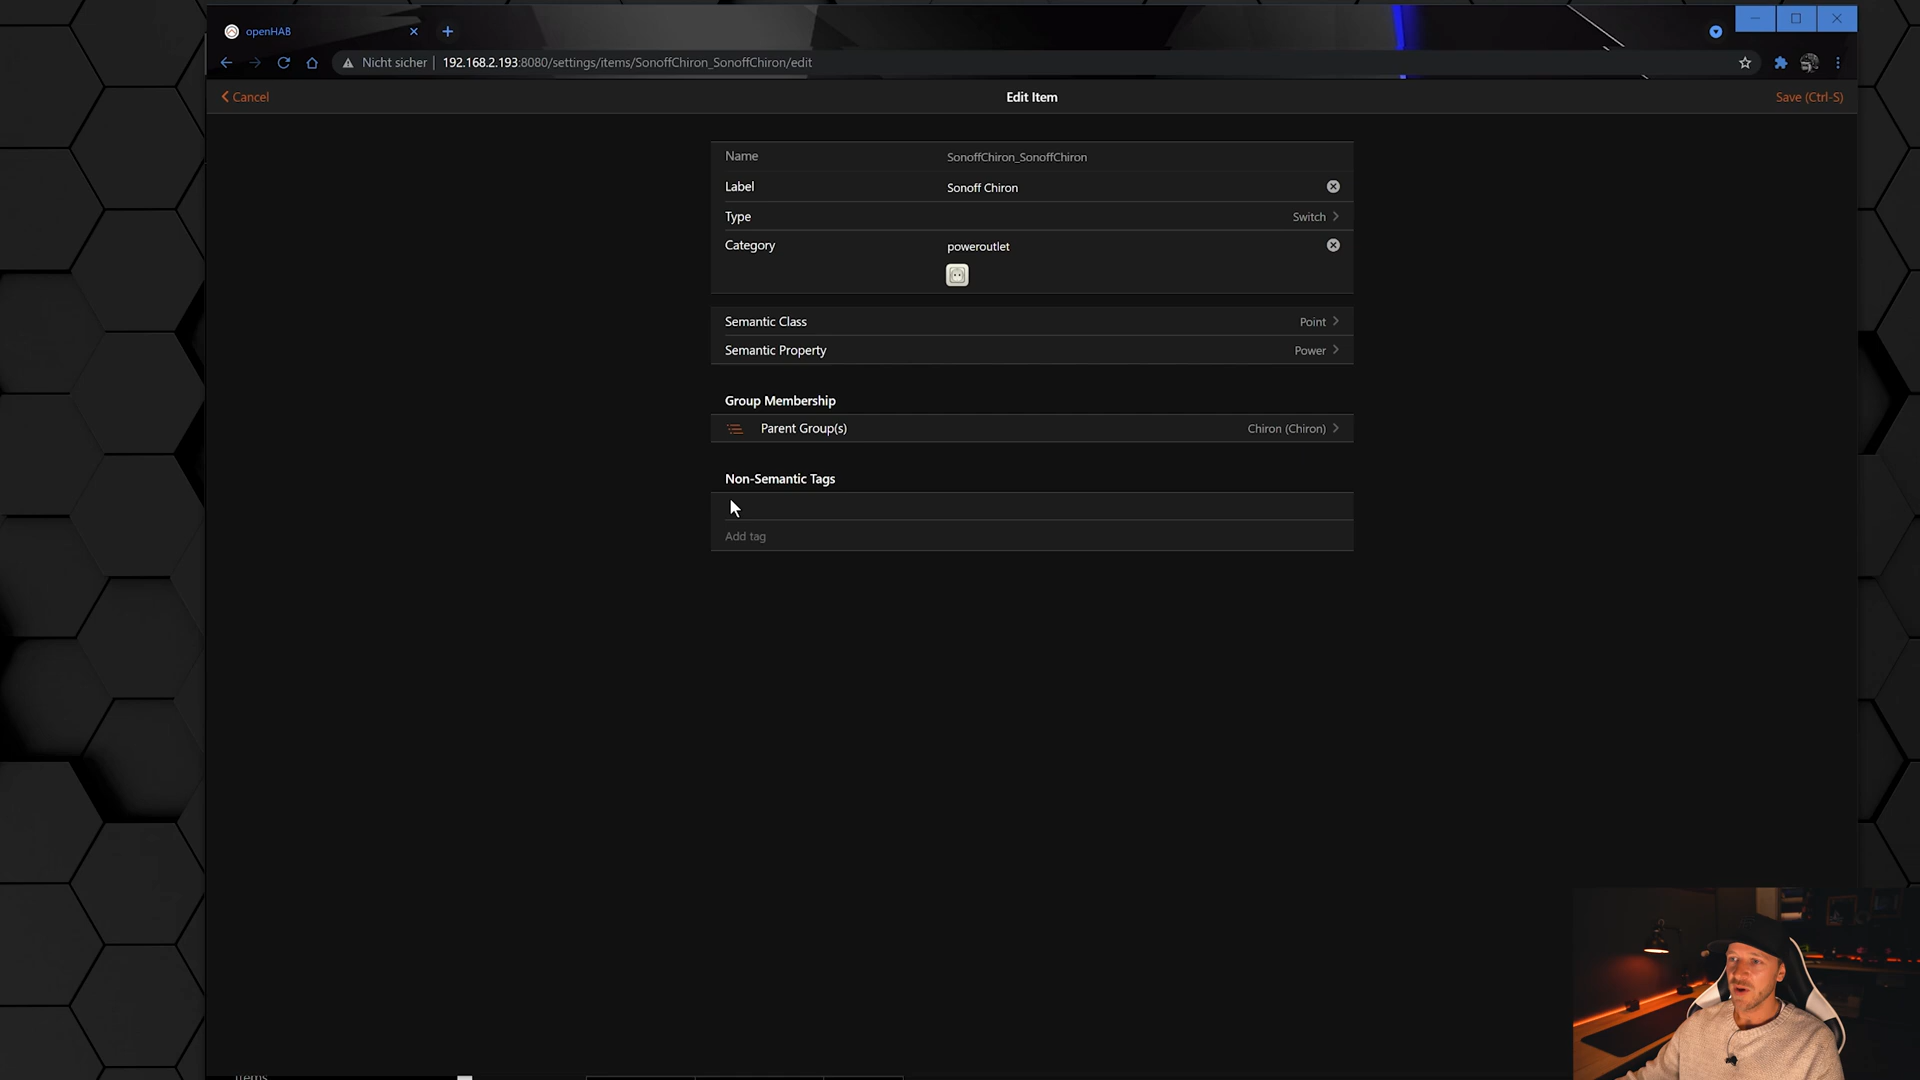 openHAB
Nicht sicher 192.168.2.193:8080/settings/items/SonoffChiron_SonoffChiron/edit
Cancel
Edit Item
Save (Ctrl-S)
Name SonoffChiron_SonoffChiron
Label Sonoff Chiron
Type Switch
Category poweroutlet
Semantic Class Point
Semantic Property Power
Group Membership
Parent Group(s) Chiron (Chiron)
Non-Semantic Tags
Add tag
Items